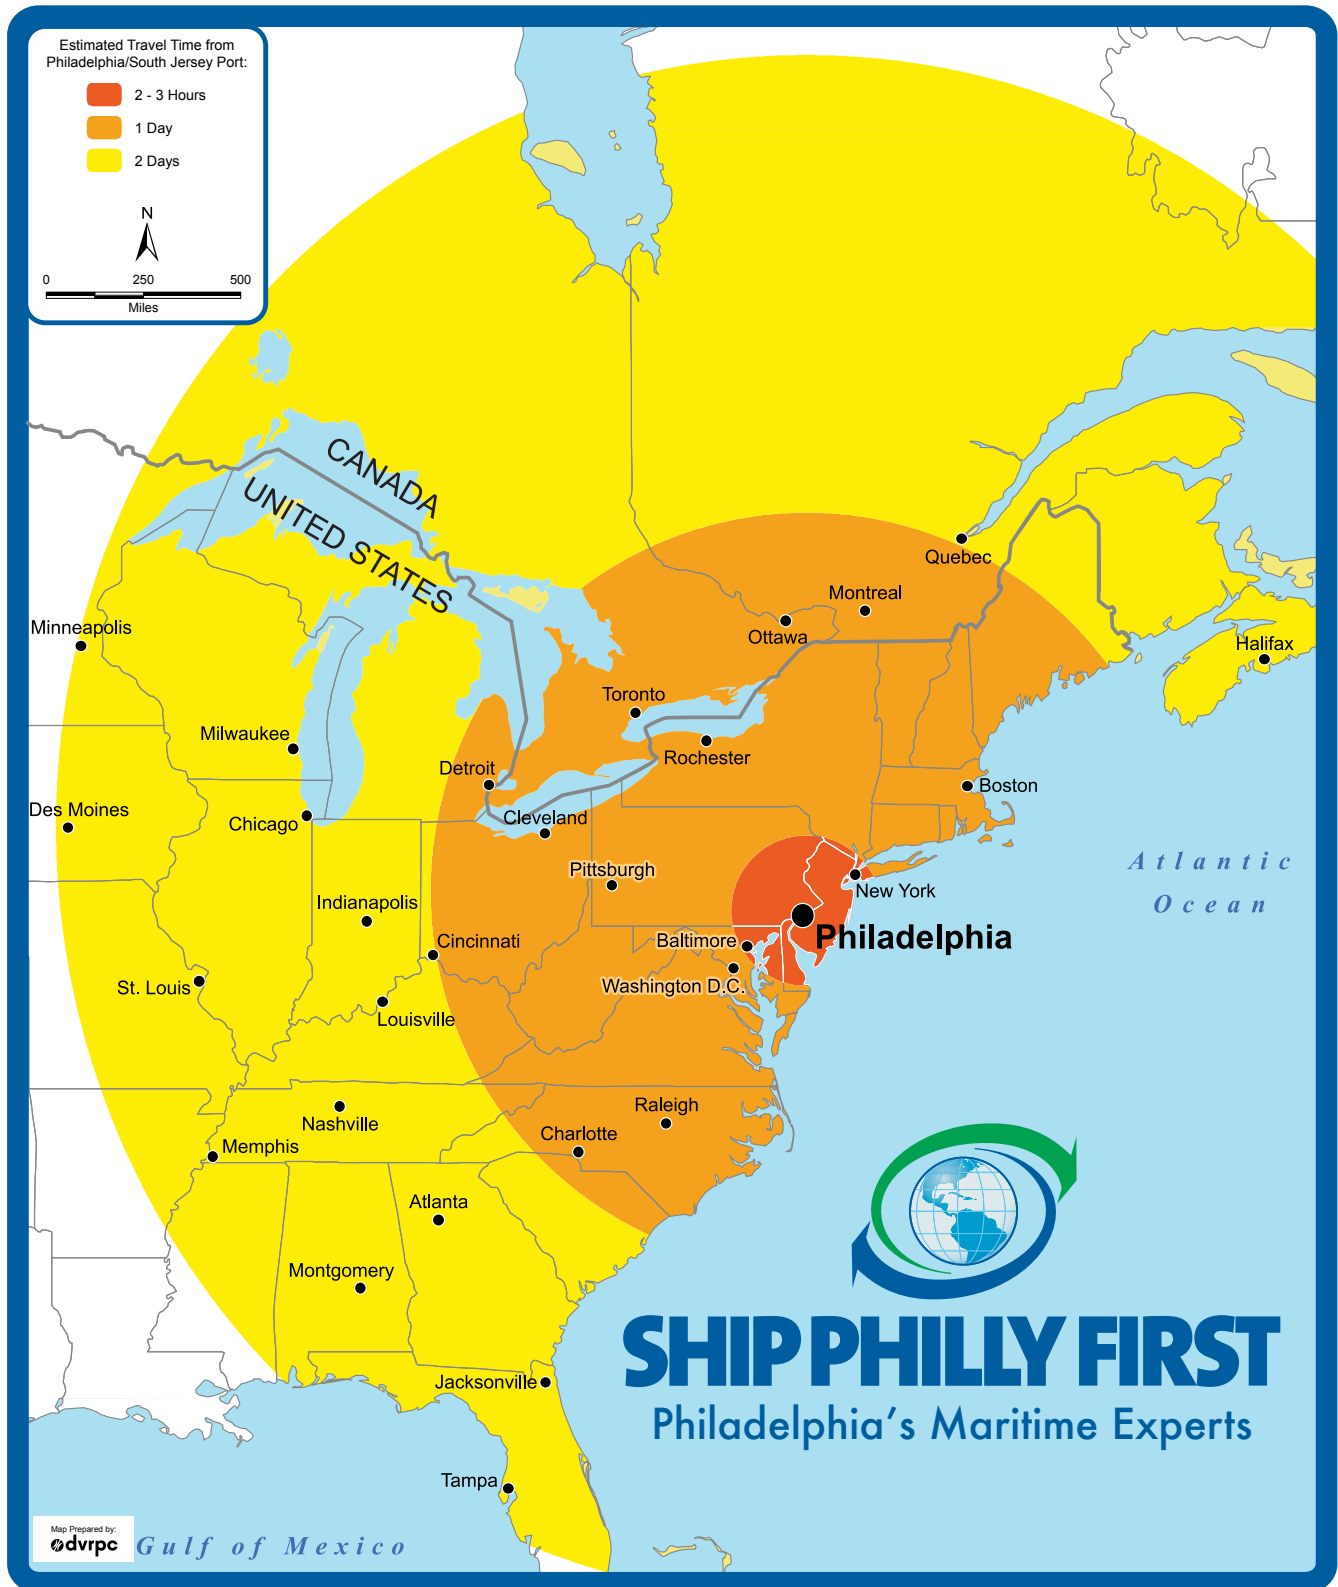 Estimated Travel Time from
Philadelphia/South Jersey Port:
2 - 3 Hours
1 Day
2 Days
N
0 250 500
Miles
CANADA
UNITED STATES
Quebec
Montreal
Ottawa
Minneapolis
Halifax
Toronto
Milwaukee
Rochester
Detroit
Boston
Des Moines
Chicago
Cleveland
Atlantic
Ocean
Pittsburgh
New York
Indianapolis
Philadelphia
Cincinnati
Baltimore
St. Louis
Washington D.C.
Louisville
Raleigh
Nashville
Charlotte
Memphis
Atlanta
Montgomery
SHIP PHILLY FIRST
Jacksonville
Philadelphia's Maritime Experts
Tampa
Map Prepared by:
dvrpc
Gulf of Mexico